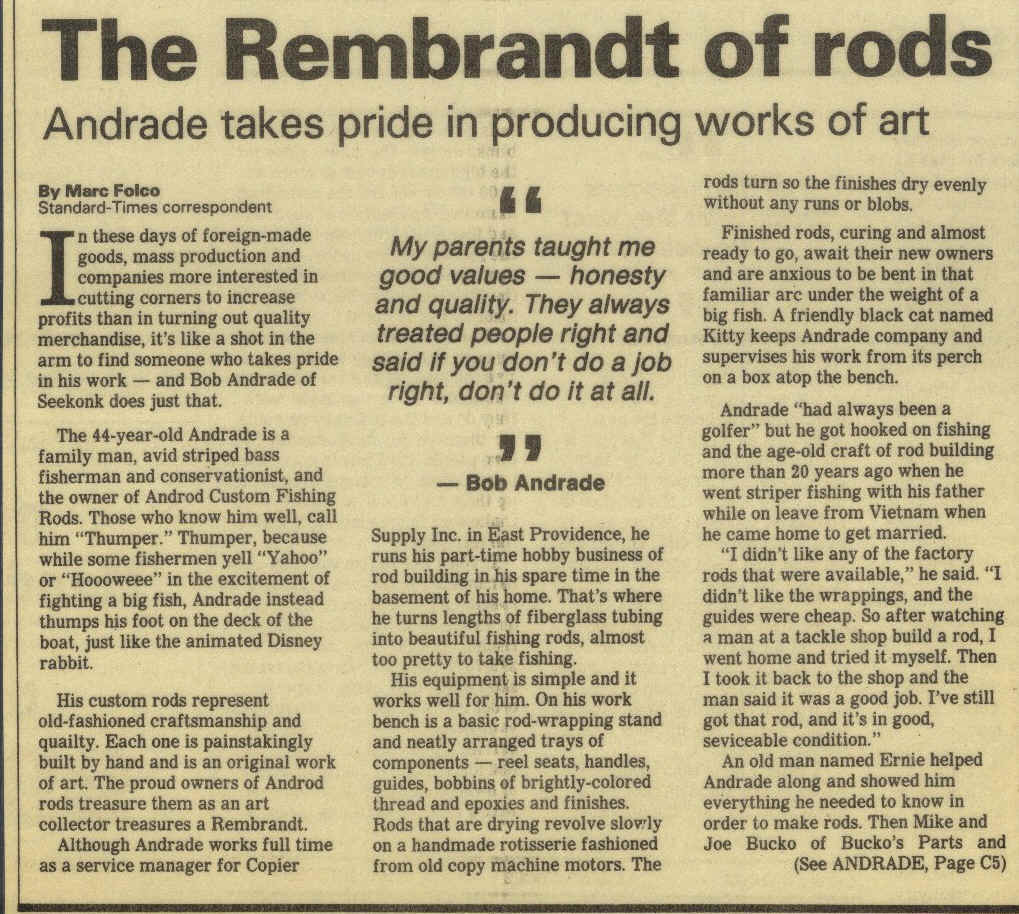 The Rembrandt of rods
Andrade takes pride in producing works of art
By Marc Folco
Standard-Times correspondent
In these days of foreign-made
goods, mass production and
companies more interested in
cutting corners to increase
profits than in turning out quality
merchandise, it's like a shot in the
arm to find someone who takes pride
in his work — and Bob Andrade of
Seekonk does just that.
The 44-year-old Andrade is a
family man, avid striped bass
fisherman and conservationist, and
the owner of Androd Custom Fishing
Rods. Those who know him well, call
him "Thumper." Thumper, because
while some fishermen yell "Yahoo"
or "Hoooweee" in the excitement of
fighting a big fish, Andrade instead
thumps his foot on the deck of the
boat, just like the animated Disney
rabbit.
His custom rods represent
old-fashioned craftsmanship and
quailty. Each one is painstakingly
built by hand and is an original work
of art. The proud owners of Androd
rods treasure them as an art
collector treasures a Rembrandt.
Although Andrade works full time
as a service manager for Copier
"
My parents taught me
good values — honesty
and quality. They always
treated people right and
said if you don't do a job
right, don't do it at all.
"
— Bob Andrade
Supply Inc. in East Providence, he
runs his part-time hobby business of
rod building in his spare time in the
basement of his home. That's where
he turns lengths of fiberglass tubing
into beautiful fishing rods, almost
too pretty to take fishing.
His equipment is simple and it
works well for him. On his work
bench is a basic rod-wrapping stand
and neatly arranged trays of
components — reel seats, handles,
guides, bobbins of brightly-colored
thread and epoxies and finishes.
Rods that are drying revolve slowly
on a handmade rotisserie fashioned
from old copy machine motors. The
rods turn so the finishes dry evenly
without any runs or blobs.
Finished rods, curing and almost
ready to go, await their new owners
and are anxious to be bent in that
familiar arc under the weight of a
big fish. A friendly black cat named
Kitty keeps Andrade company and
supervises his work from its perch
on a box atop the bench.
Andrade "had always been a
golfer" but he got hooked on fishing
and the age-old craft of rod building
more than 20 years ago when he
went striper fishing with his father
while on leave from Vietnam when
he came home to get married.
"I didn't like any of the factory
rods that were available," he said. "I
didn't like the wrappings, and the
guides were cheap. So after watching
a man at a tackle shop build a rod, I
went home and tried it myself. Then
I took it back to the shop and the
man said it was a good job. I've still
got that rod, and it's in good,
seviceable condition."
An old man named Ernie helped
Andrade along and showed him
everything he needed to know in
order to make rods. Then Mike and
Joe Bucko of Bucko's Parts and
(See ANDRADE, Page C5)